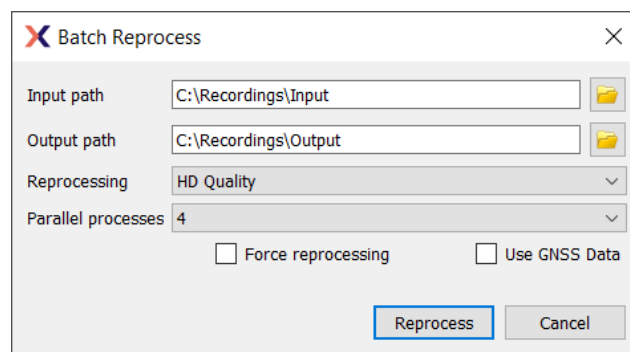 Batch Reprocess
Input path C:\Recordings\Input
Output path C:\Recordings\Output
Reprocessing HD Quality
Parallel processes 4
Force reprocessing Use GNSS Data
Reprocess Cancel